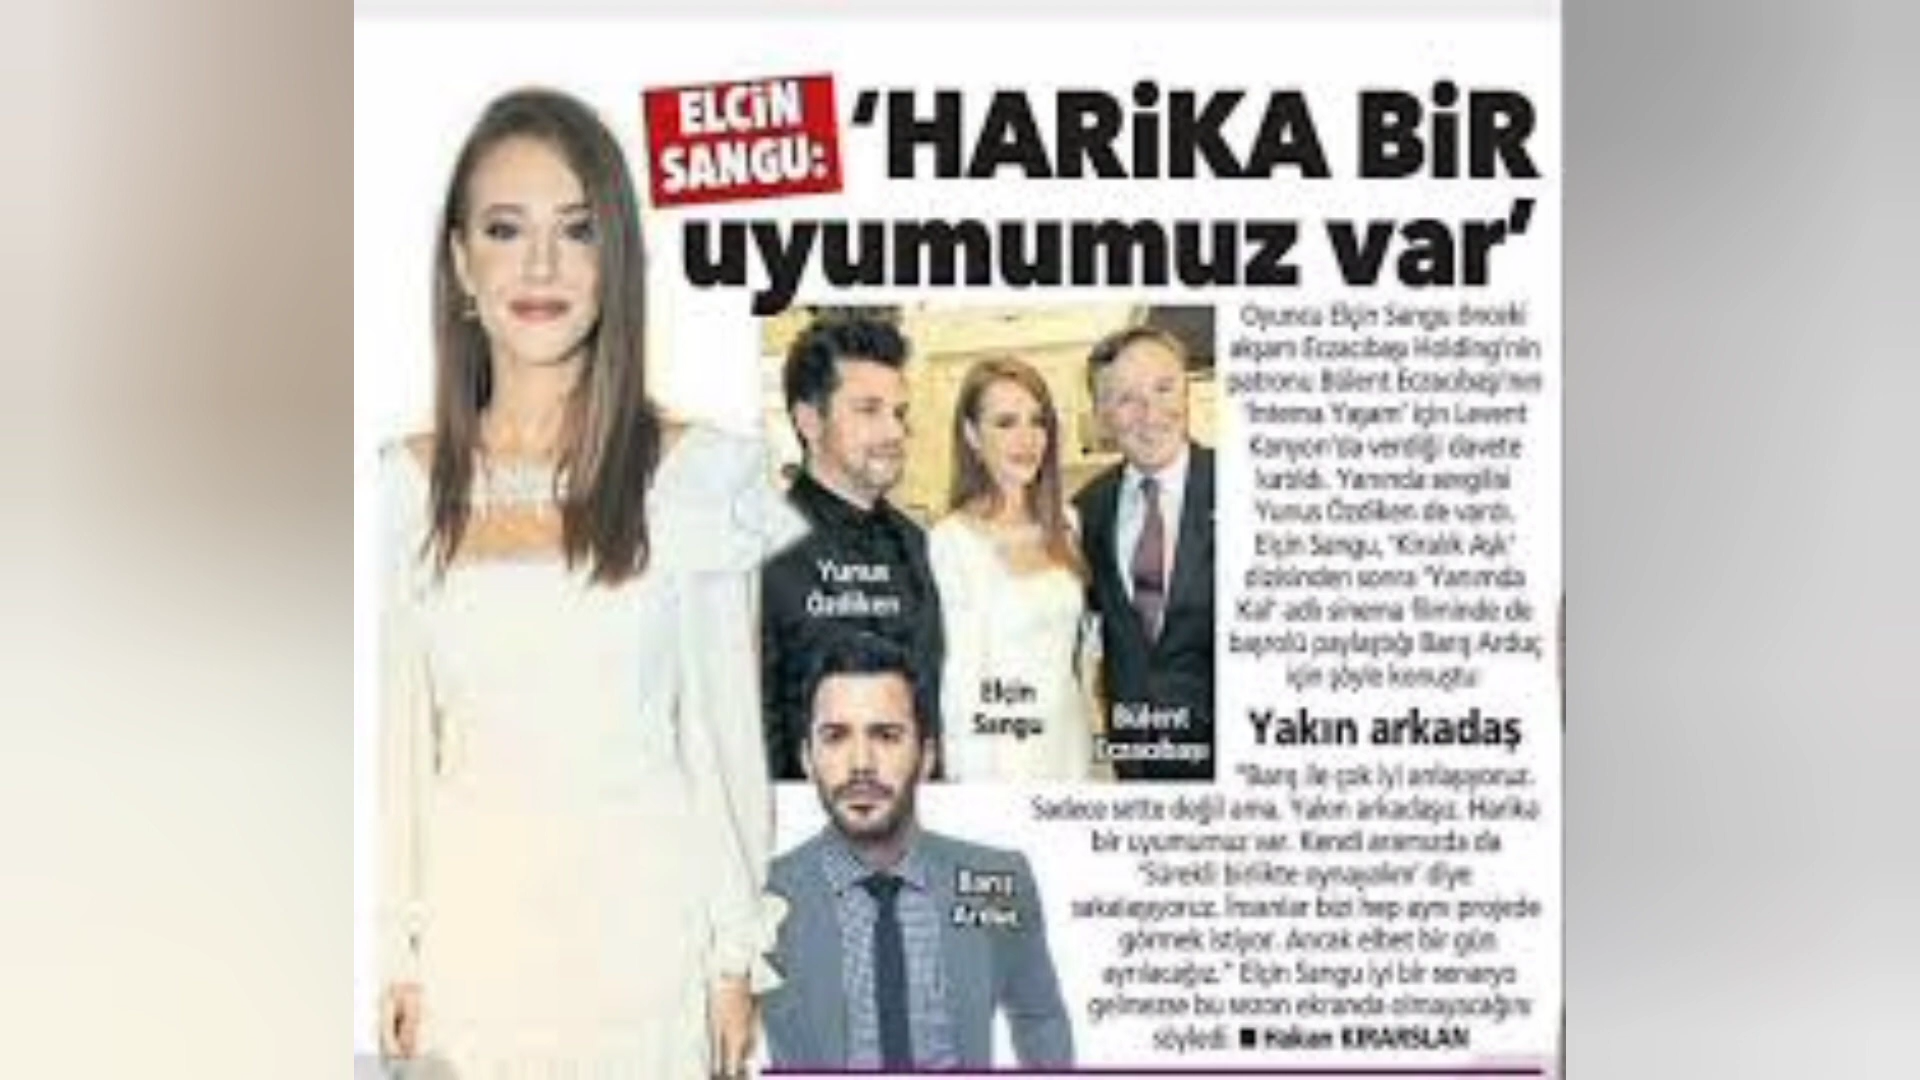 ELÇİN
SANGU:
'HARİKA BİR
uyumumuz var'
Oyuncu Elçin Sangu önceki
akşam Eczacıbaşı Holding'nin
patronu Bülent Eczacıbaşı'nın
'İntema Yaşam' için Levent
Kanyon'da verdiği davete
katıldı. Yanında sevgilisi
Yunus Özdiken de vardı.
Elçin Sangu, "Kiralık Aşk"
dizisinden sonra "Yanımda
Kal" adlı sinema filminde de
başrolü paylaştığı Barış Arduç
için şöyle konuştu:
Yunus
Özdiken
Elçin
Sangu
Bülent
Eczacıbaşı
Barış
Arduç
Yakın arkadaş
"Barış ile çok iyi anlaşıyoruz.
Sadece sette değil ama. Yakın arkadaşız. Harika
bir uyumumuz var. Kendi aramızda da
'Sürekli birlikte oynayalım' diye
şakalaşıyoruz. İnsanlar bizi hep aynı projede
görmek istiyor. Ancak elbet bir gün
ayrılacağız." Elçin Sangu iyi bir senaryo
gelmezse bu sezon ekranda olmayacağını
söyledi. ■ Hakan KIRARSLAN